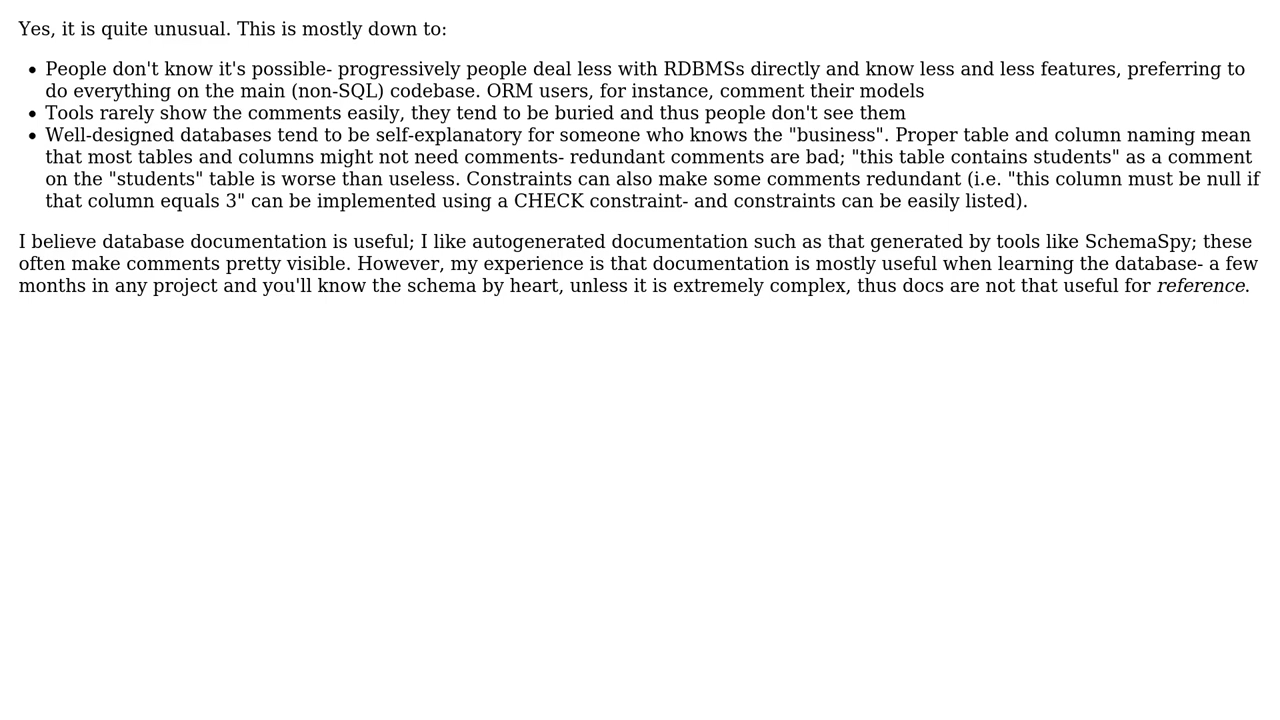 Yes, it is quite unusual. This is mostly down to:
• People don't know it's possible- progressively people deal less with RDBMSs directly and know less and less features, preferring to
do everything on the main (non-SQL) codebase. ORM users, for instance, comment their models
• Tools rarely show the comments easily, they tend to be buried and thus people don't see them
• Well-designed databases tend to be self-explanatory for someone who knows the "business". Proper table and column naming mean
that most tables and columns might not need comments- redundant comments are bad; "this table contains students" as a comment
on the "students" table is worse than useless. Constraints can also make some comments redundant (i.e. "this column must be null if
that column equals 3" can be implemented using a CHECK constraint- and constraints can be easily listed).
I believe database documentation is useful; I like autogenerated documentation such as that generated by tools like SchemaSpy; these
often make comments pretty visible. However, my experience is that documentation is mostly useful when learning the database- a few
months in any project and you'll know the schema by heart, unless it is extremely complex, thus docs are not that useful for reference.